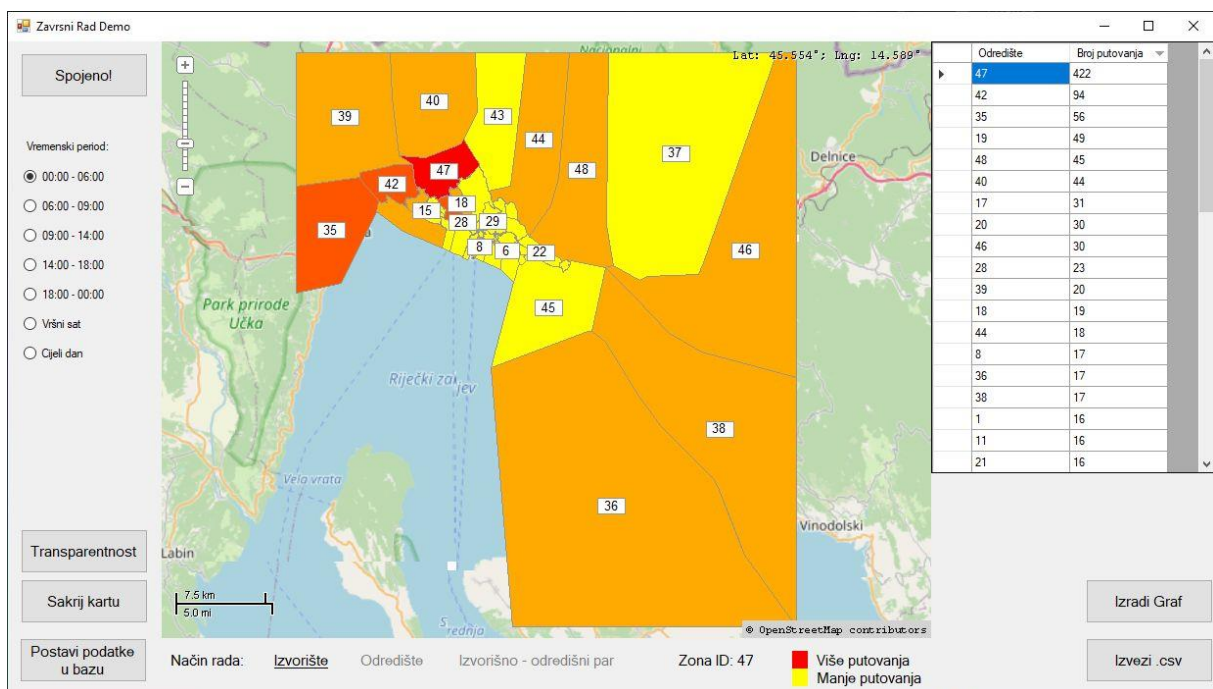 Zavrsni Rad Demo
Spojeno!
Vremenski period:
00:00 - 06:00
06:00 - 09:00
09:00 - 14:00
14:00 - 18:00
18:00 - 00:00
Vršni sat
Cijeli dan
Transparentnost
Sakrij kartu
Postavi podatke
u bazu
Lat: 45.554°; Lng: 14.589°
39
40
43
44
48
37
47
42
35
15
18
28
29
8
6
22
45
46
38
36
Delnice
Park prirode
Učka
Riječki
Vela vrata
Labin
Vinodolski
7.5 km
5.0 mi
© OpenStreetMap contributors
Način rada: Izvorište Odredište Izvorišno - odredišni par Zona ID: 47
Više putovanja
Manje putovanja
Odredište Broj putovanja
47 422
42 94
35 56
19 49
48 45
40 44
17 31
20 30
46 30
28 23
39 20
18 19
44 18
8 17
36 17
38 17
1 16
11 16
21 16
Izradi Graf
Izvezi .csv